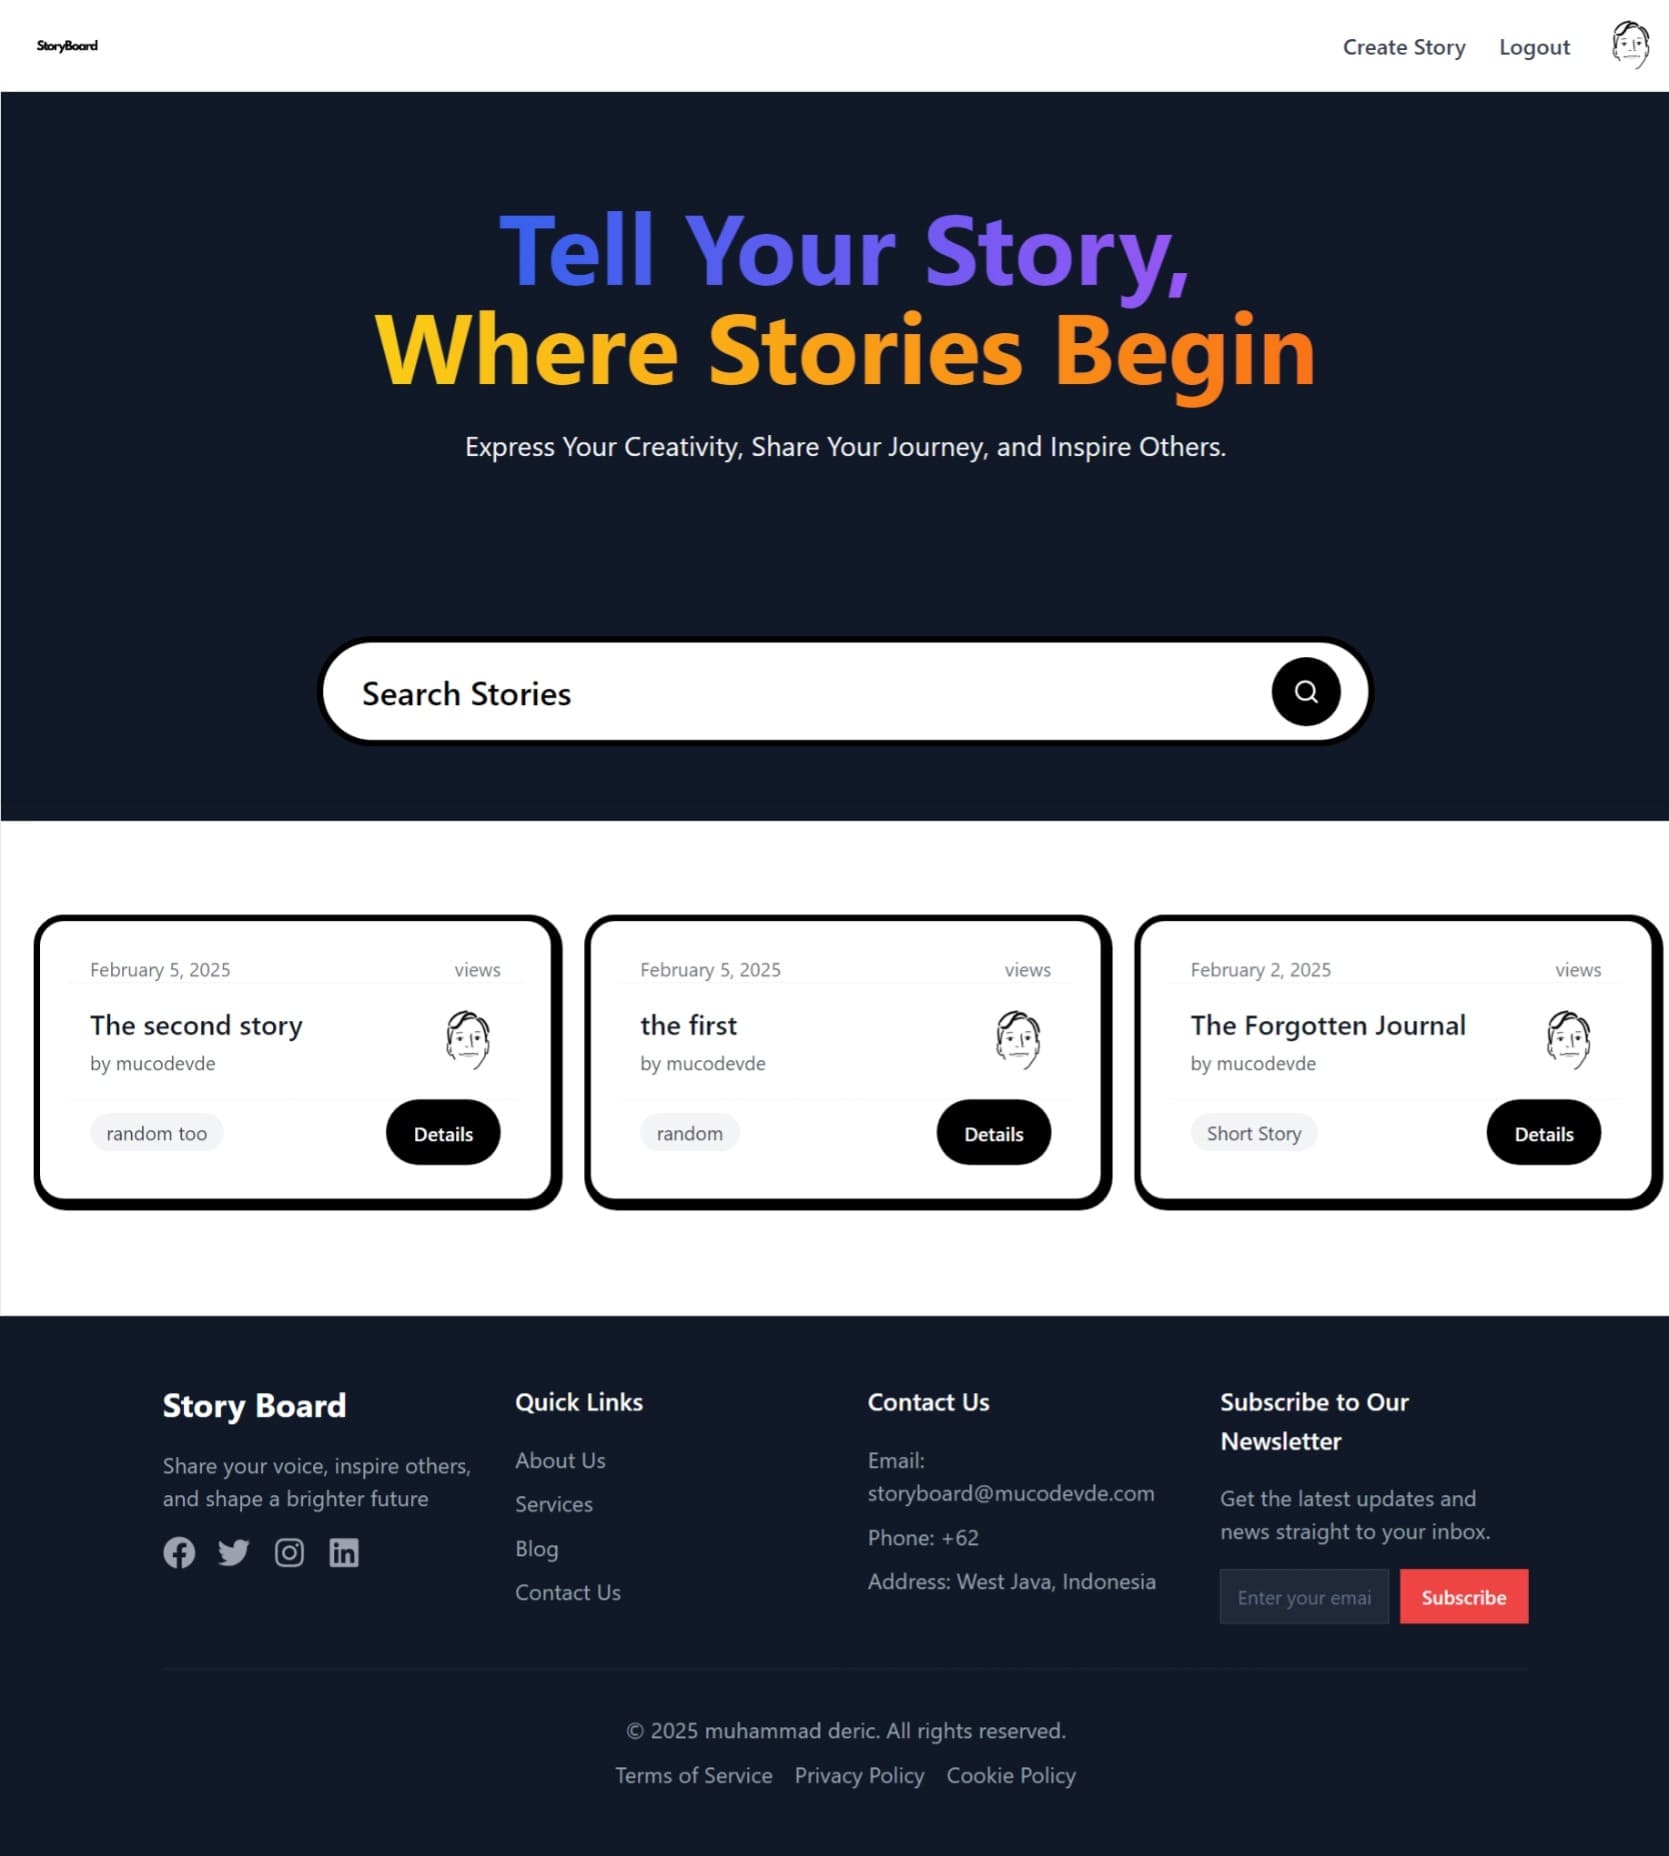 StoryBoard
Create Story
Logout
Tell Your Story,
Where Stories Begin
Express Your Creativity, Share Your Journey, and Inspire Others.
Search Stories
February 5, 2025
views
The second story
by mucodevde
random too
Details
February 5, 2025
views
the first
by mucodevde
random
Details
February 2, 2025
views
The Forgotten Journal
by mucodevde
Short Story
Details
Story Board
Share your voice, inspire others,
and shape a brighter future
Quick Links
About Us
Services
Blog
Contact Us
Contact Us
Email:
storyboard@mucodevde.com
Phone: +62
Address: West Java, Indonesia
Subscribe to Our
Newsletter
Get the latest updates and
news straight to your inbox.
Enter your emai
Subscribe
© 2025 muhammad deric. All rights reserved.
Terms of Service
Privacy Policy
Cookie Policy